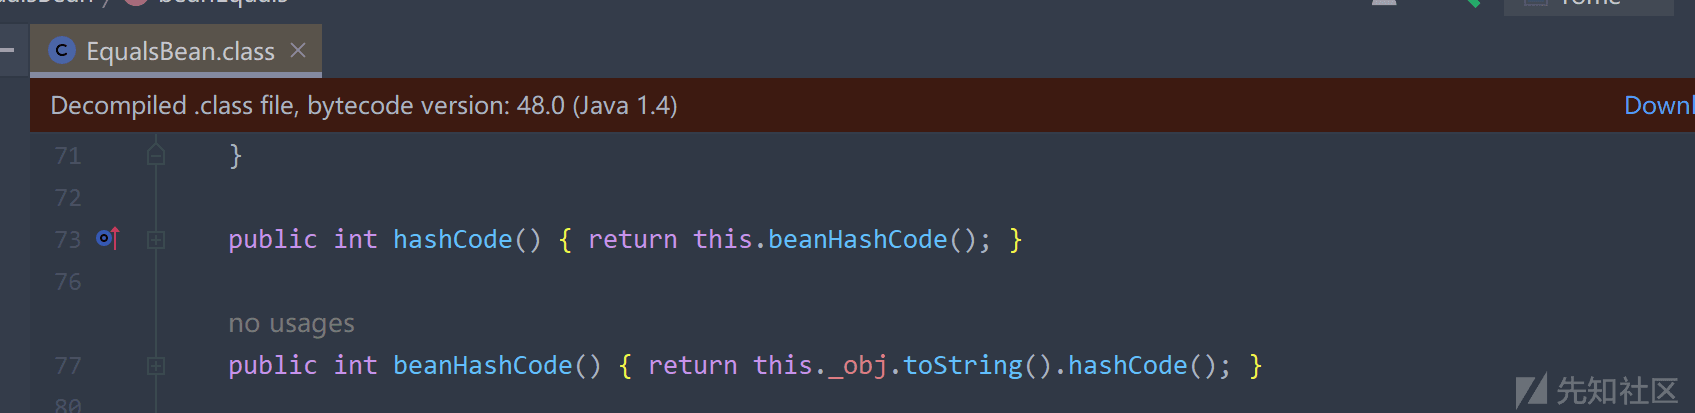 EqualsBean.class
Decompiled .class file, bytecode version: 48.0 (Java 1.4)
71 }
72
73 public int hashCode() { return this.beanHashCode(); }
76
no usages
77 public int beanHashCode() { return this._obj.toString().hashCode(); }
80
先知社区